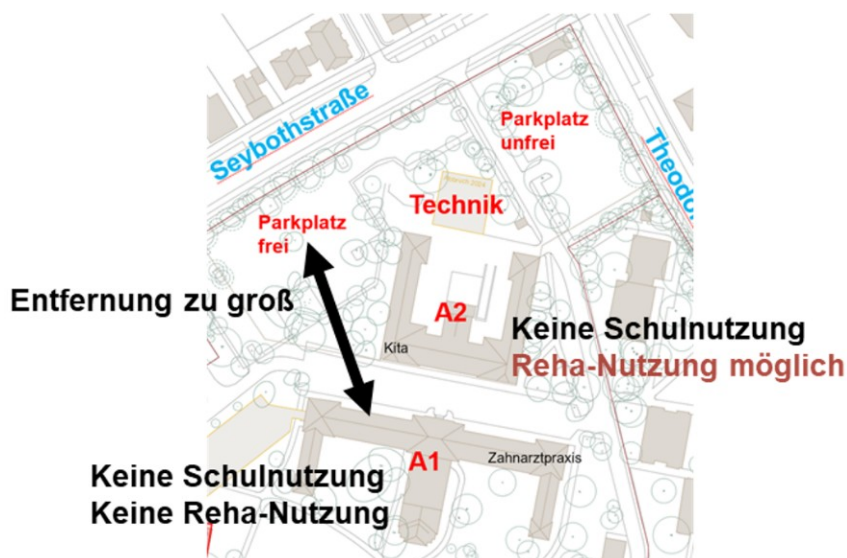 Seybothstraße
Parkplatz
unfrei
Technik
Parkplatz
frei
Entfernung zu groß
A2
Keine Schulnutzung
Reha-Nutzung möglich
Kita
A1
Zahnarztpraxis
Keine Schulnutzung
Keine Reha-Nutzung